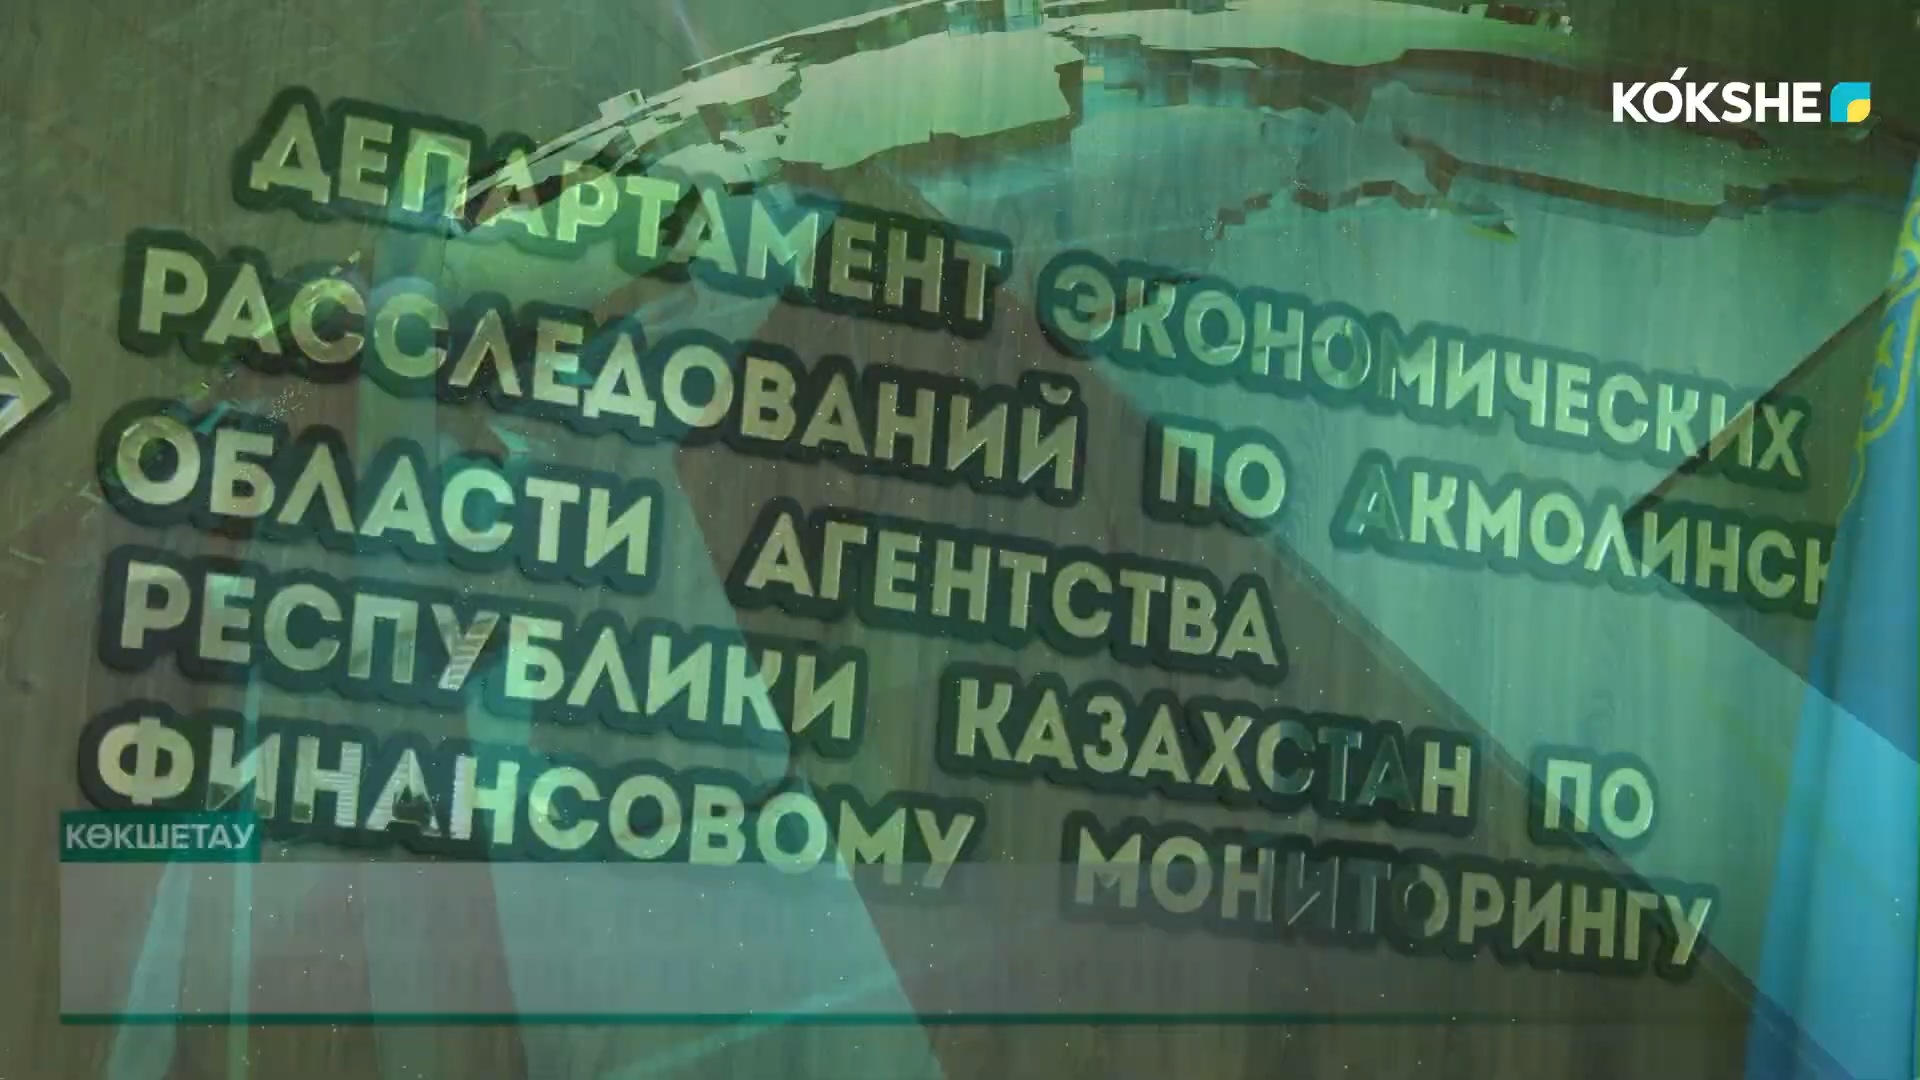 KÓKSHE
ДЕПАРТАМЕНТ ЭКОНОМИЧЕСКИХ
РАССЛЕДОВАНИЙ ПО АКМОЛИНСК
ОБЛАСТИ АГЕНТСТВА
РЕСПУБЛИКИ КАЗАХСТАН ПО
ФИНАНСОВОМУ МОНИТОРИНГУ
КӨКШЕТАУ